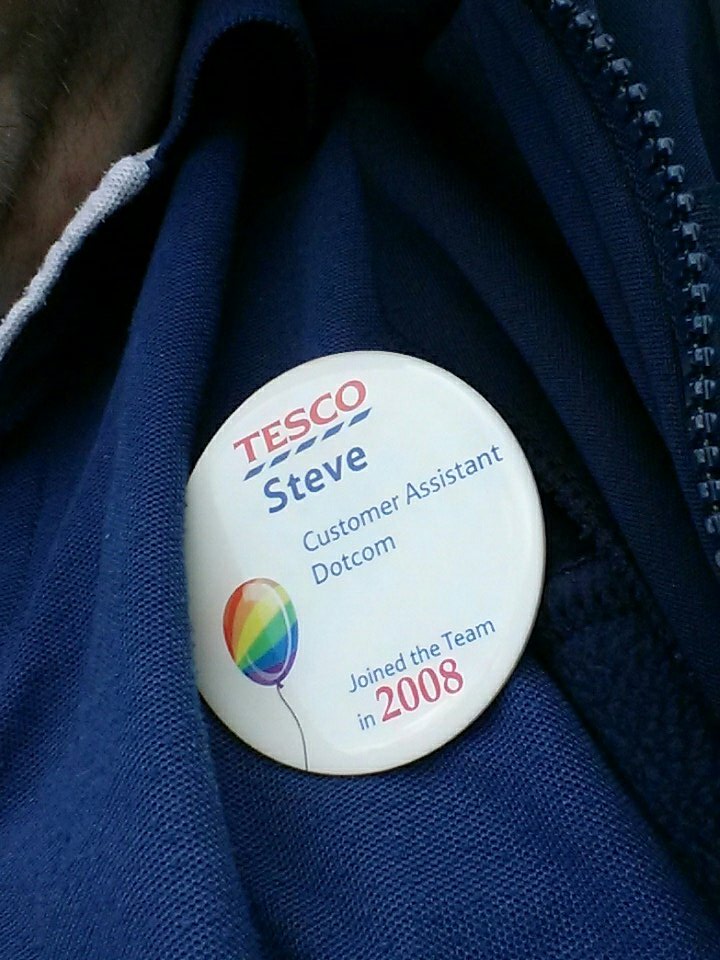 TESCO
Steve
Customer Assistant
Dotcom
Joined the Team
in 2008